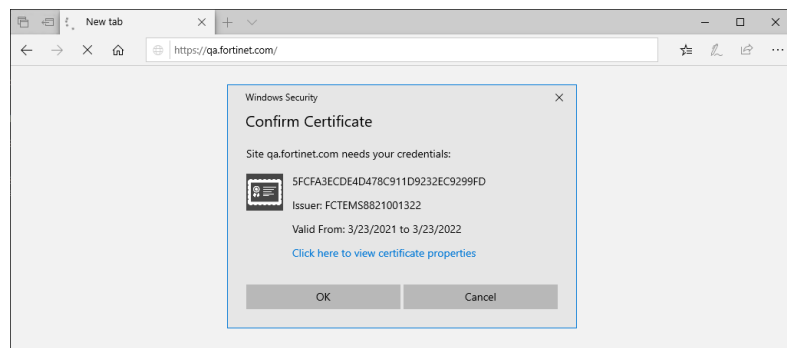 New tab
https://qa.fortinet.com/
Windows Security
Confirm Certificate
Site qa.fortinet.com needs your credentials:
5FCFA3ECDE4D478C911D9232EC9299FD
Issuer: FCTEMS8821001322
Valid From: 3/23/2021 to 3/23/2022
Click here to view certificate properties
OK
Cancel